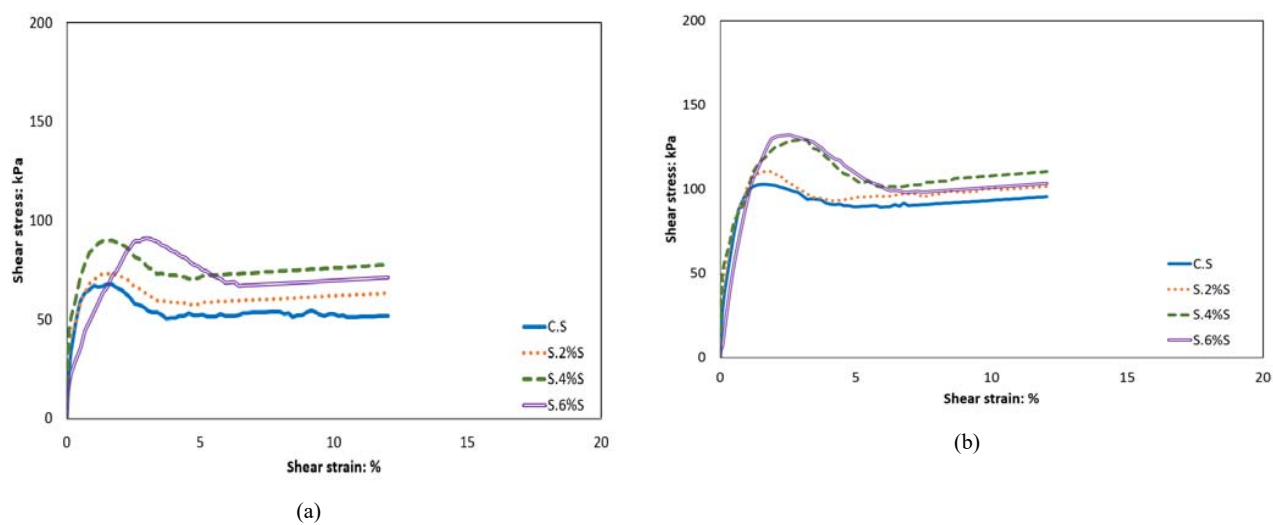 200
150
100
50
0
Shear stress: kPa
C.S
S.2%S
S.4%S
S.6%S
0 5 10 15 20
Shear strain: %
(a)
200
150
100
50
0
Shear stress: kPa
C.S
S.2%S
S.4%S
S.6%S
0 5 10 15 20
Shear strain: %
(b)